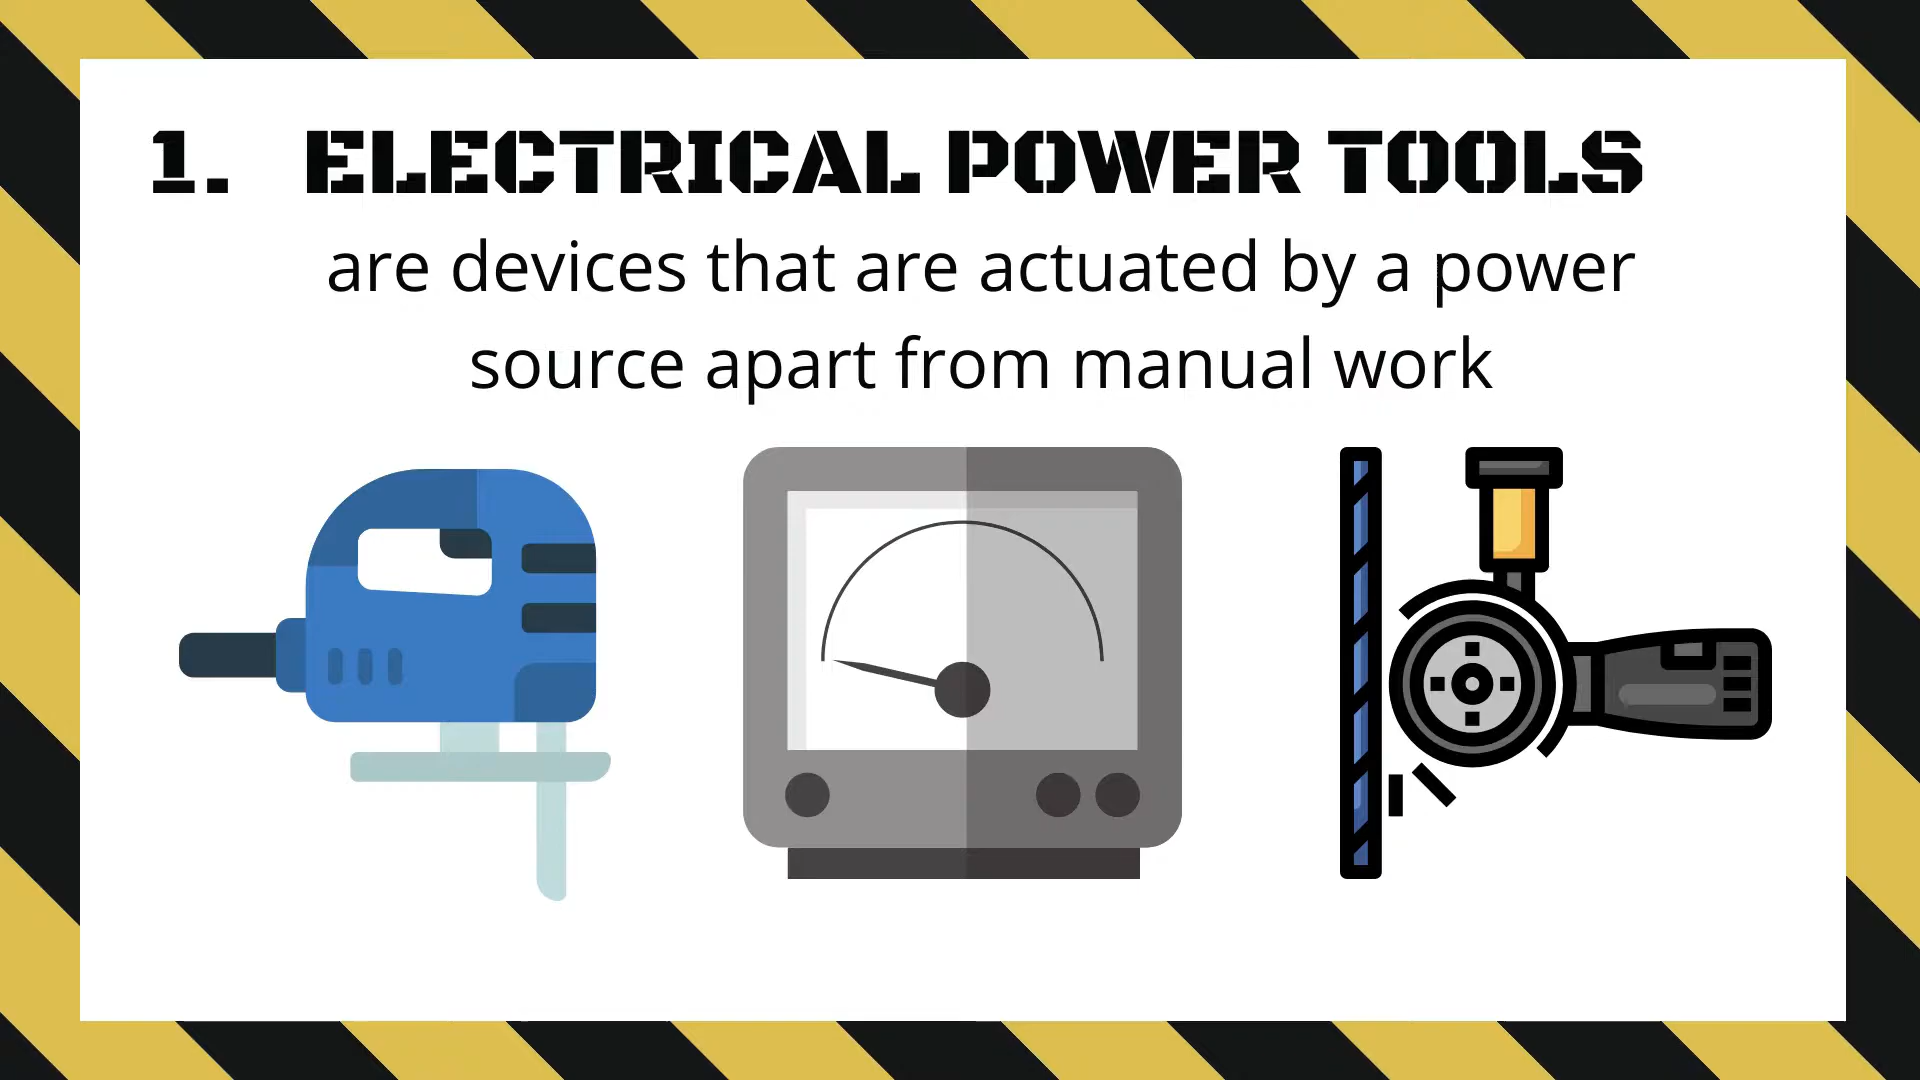 1. ELECTRICAL POWER TOOLS
are devices that are actuated by a power
source apart from manual work